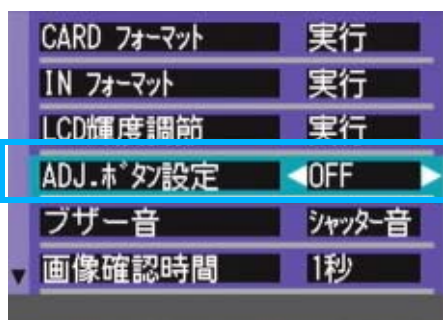 CARD フォーマット 実行
IN フォーマット 実行
LCD輝度調節 実行
ADJ.ボタン設定 ◀OFF ▶
ブザー音 シャッター音
▼ 画像確認時間 1秒